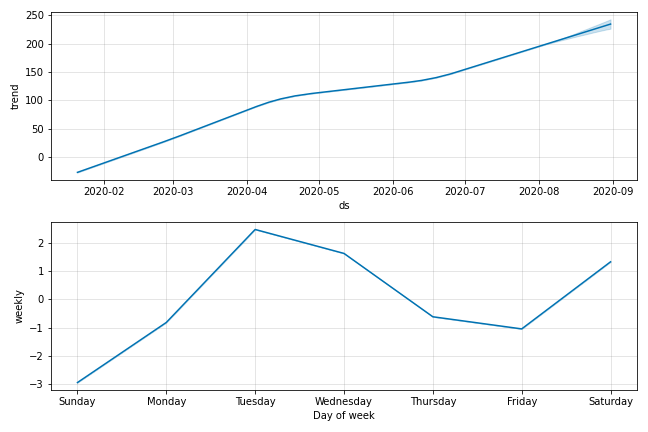 250
200
150
100
50
0
trend
2020-02 2020-03 2020-04 2020-05 2020-06 2020-07 2020-08 2020-09
ds
2
1
0
−1
−2
−3
weekly
Sunday Monday Tuesday Wednesday Thursday Friday Saturday
Day of week